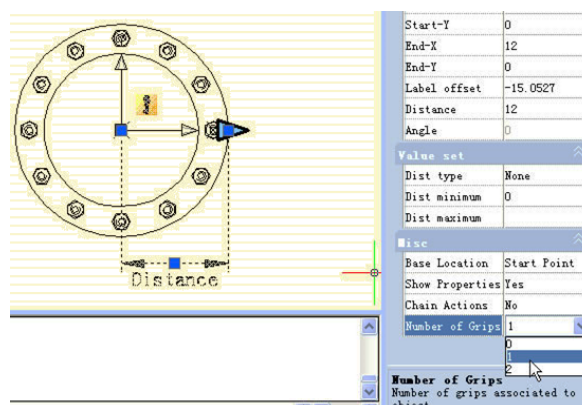 Start-Y 0
End-X 12
End-Y 0
Label offset -15.0527
Distance 12
Angle 0
Value set
Dist type None
Dist minimum 0
Dist maximum
Misc
Base Location Start Point
Show Properties Yes
Chain Actions No
Number of Grips 1
0
1
2
Distance
Number of Grips
Number of grips associated to
object